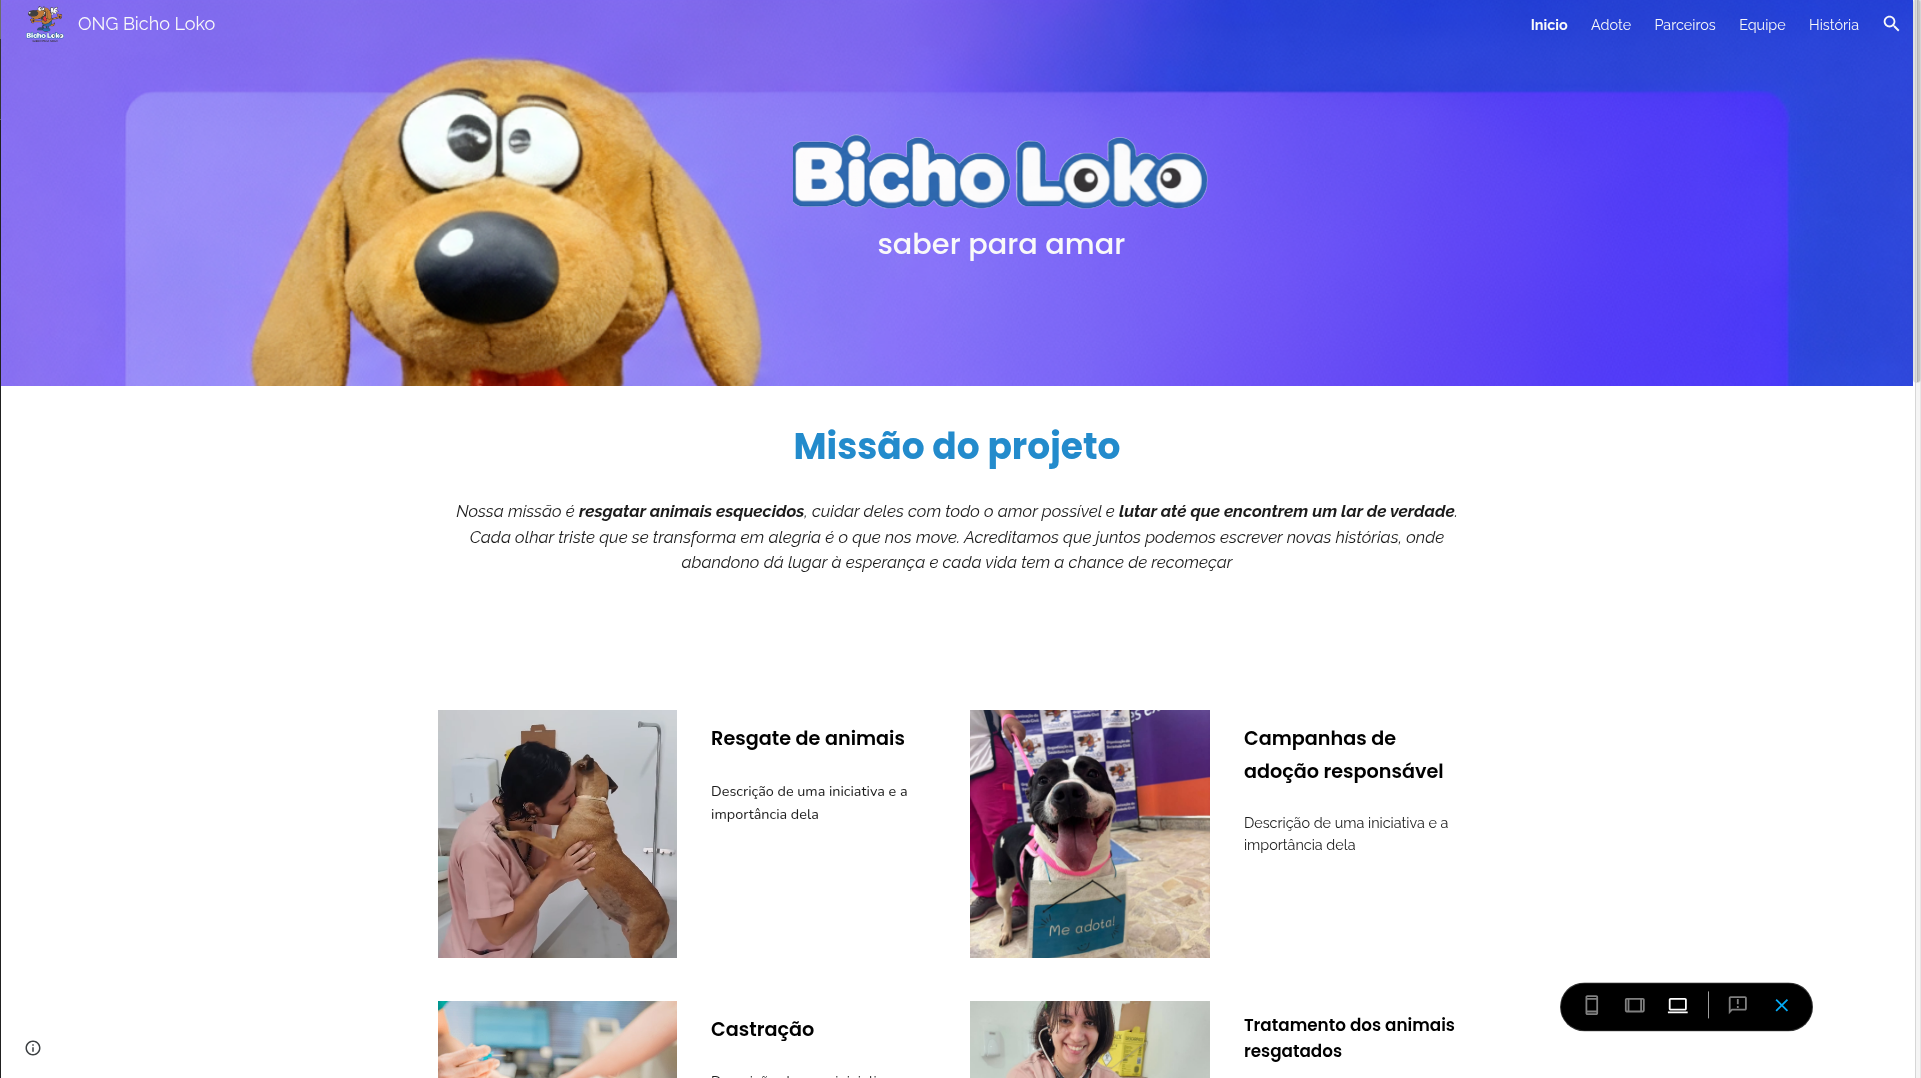 Bicho Loko
ONG Bicho Loko
Inicio
Adote
Parceiros
Equipe
História
Bicho Loko
saber para amar
Missão do projeto
Nossa missão é resgatar animais esquecidos, cuidar deles com todo o amor possível e lutar até que encontrem um lar de verdade.
Cada olhar triste que se transforma em alegria é o que nos move. Acreditamos que juntos podemos escrever novas histórias, onde
abandono dá lugar à esperança e cada vida tem a chance de recomeçar
Resgate de animais
Descrição de uma iniciativa e a
importância dela
Me adota!
Campanhas de
adoção responsável
Descrição de uma iniciativa e a
importância dela
Castração
Tratamento dos animais
resgatados